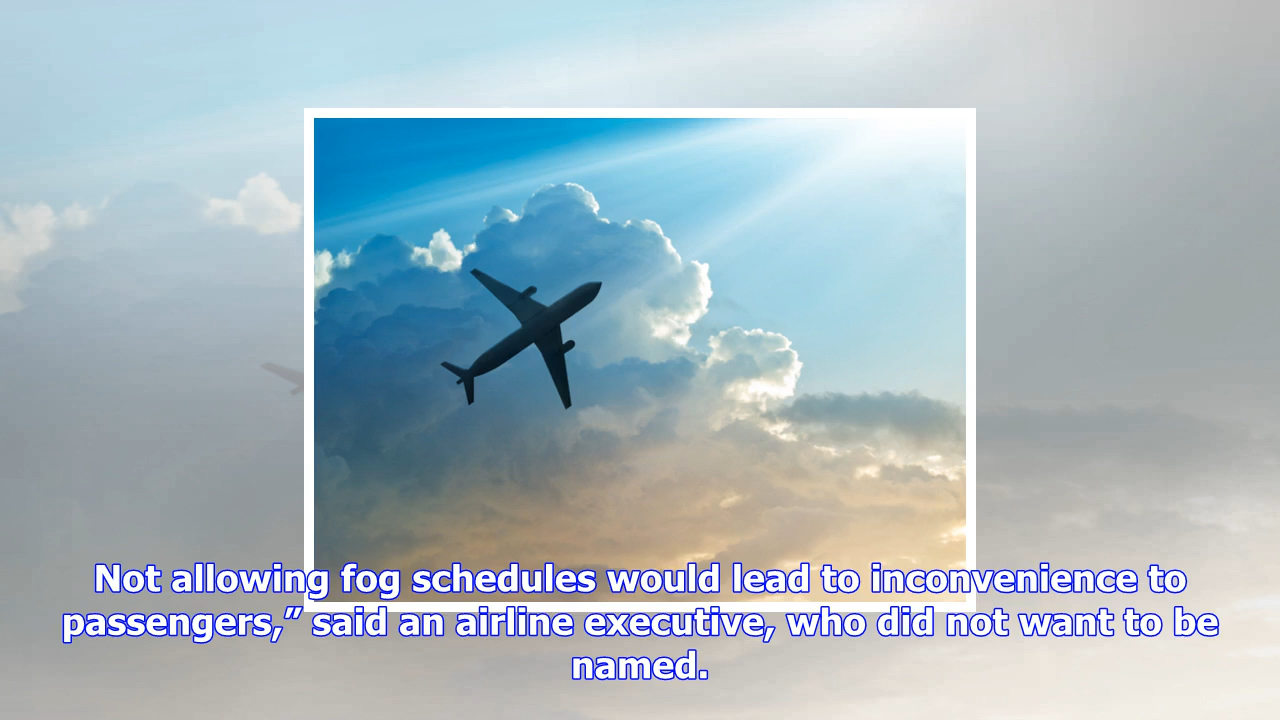 Not allowing fog schedules would lead to inconvenience to
passengers,” said an airline executive, who did not want to be
named.